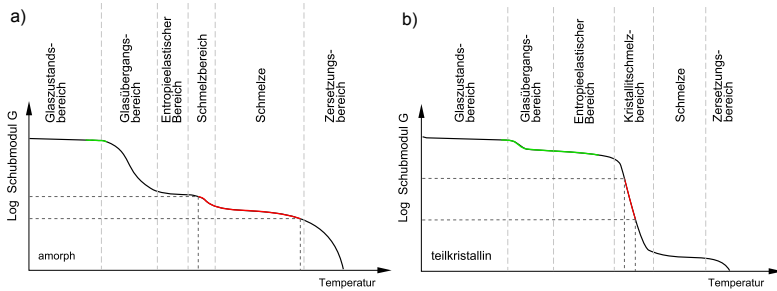 a)
Glaszustands-
bereich
Glasübergangs-
bereich
Entropieelastischer
Bereich
Schmelzbereich
Schmelze
Zersetzungs-
bereich
Log Schubmodul G
amorph
Temperatur
b)
Glaszustands-
bereich
Glasübergangs-
bereich
Entropieelastischer
Bereich
Kristallitschmelz-
bereich
Schmelze
Zersetzungs-
bereich
Log Schubmodul G
teilkristallin
Temperatur